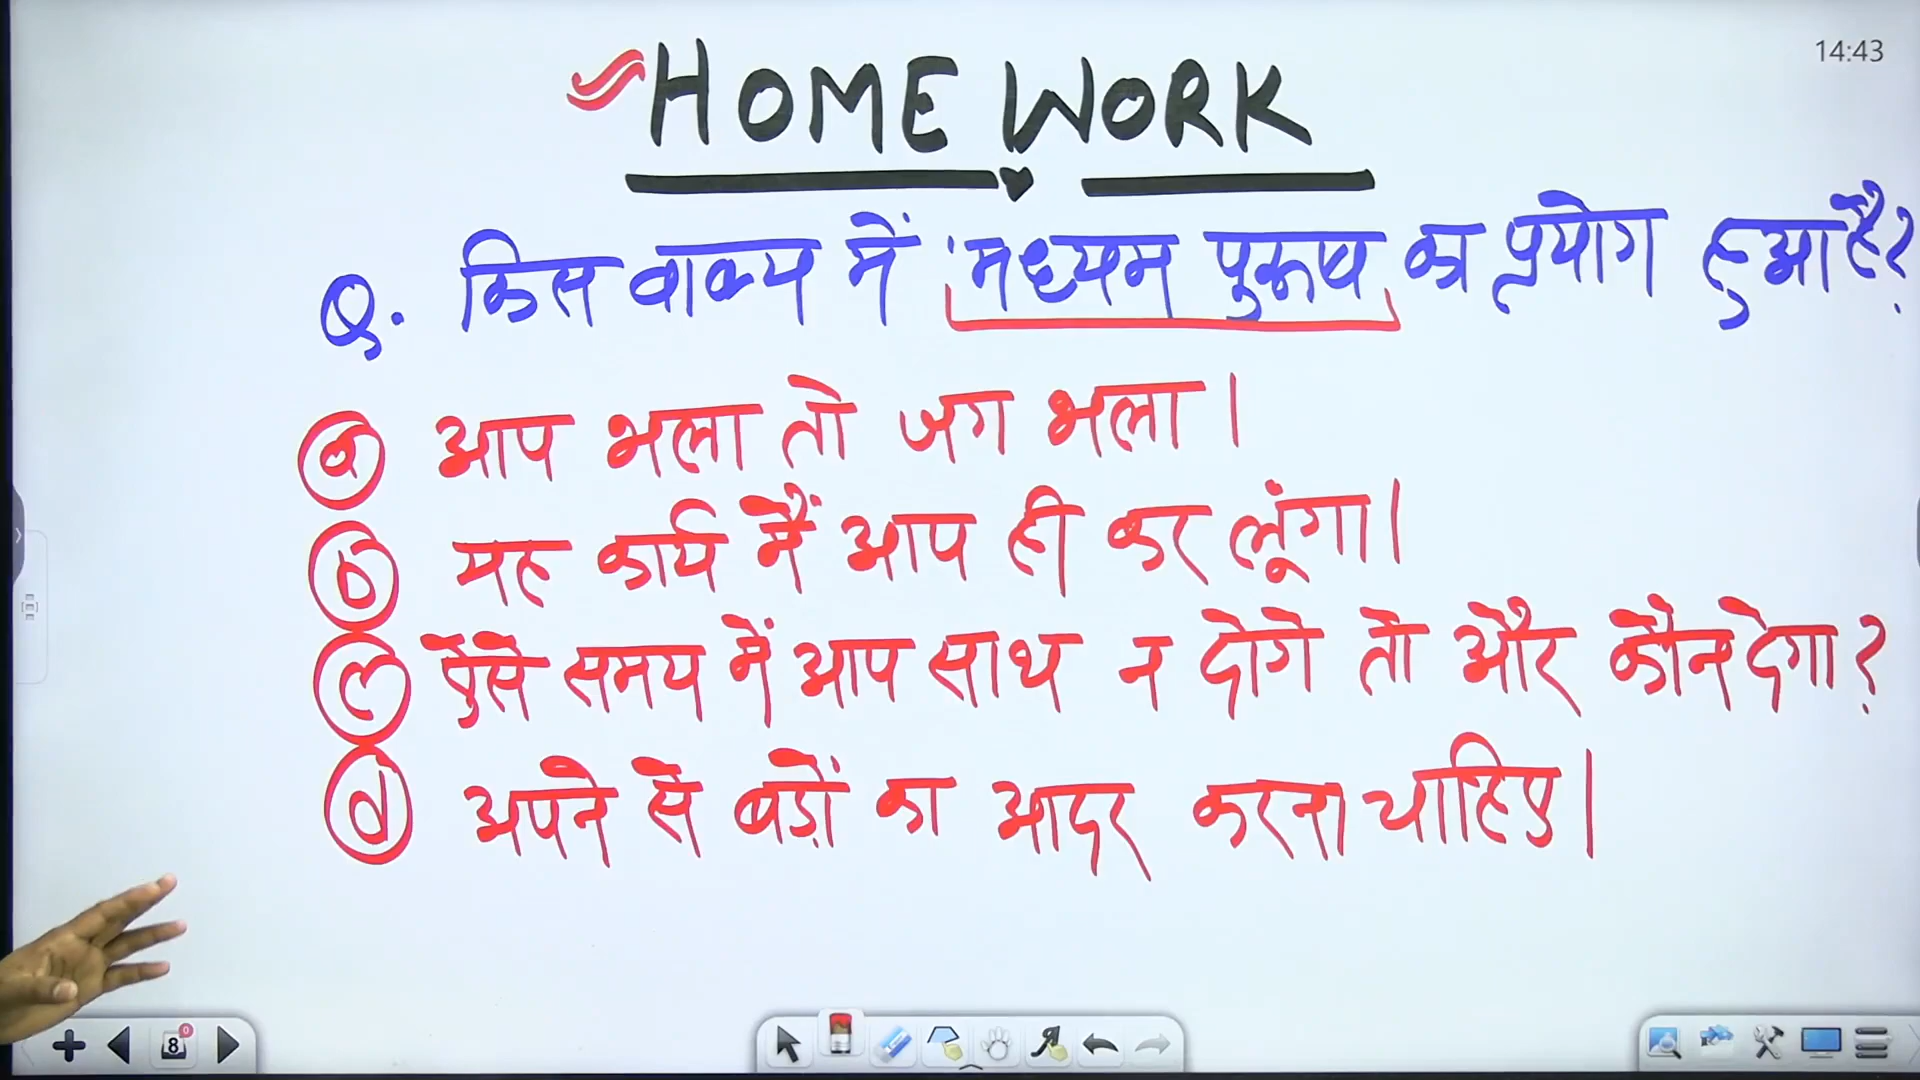 14:43
HOME WORK
Q. किस वाक्य में 'मध्यम पुरूष का प्रयोग हुआ है?
a आप भला तो जग भला।
b यह कार्य मैं आप ही कर लूंगा।
c ऐसे समय में आप साथ न दोगे तो और कौन देगा?
d अपने से बड़ों का आदर करना चाहिए।
8
0